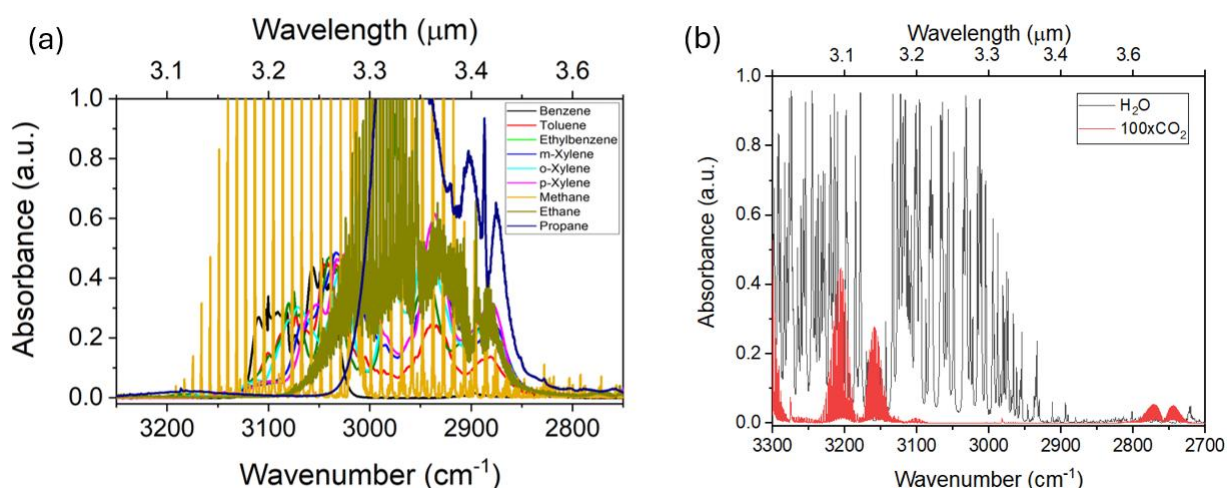 (a)
Wavelength (μm)
3.1 3.2 3.3 3.4 3.6
1.0
0.8
0.6
0.4
0.2
0.0
Absorbance (a.u.)
Benzene
Toluene
Ethylbenzene
m-Xylene
o-Xylene
p-Xylene
Methane
Ethane
Propane
3200 3100 3000 2900 2800
Wavenumber (cm⁻¹)
(b)
Wavelength (μm)
3.1 3.2 3.3 3.4 3.6
1.0
0.8
0.6
0.4
0.2
0.0
Absorbance (a.u.)
H₂O
100xCO₂
3300 3200 3150 3100 3000 2900 2800 2700
Wavenumber (cm⁻¹)